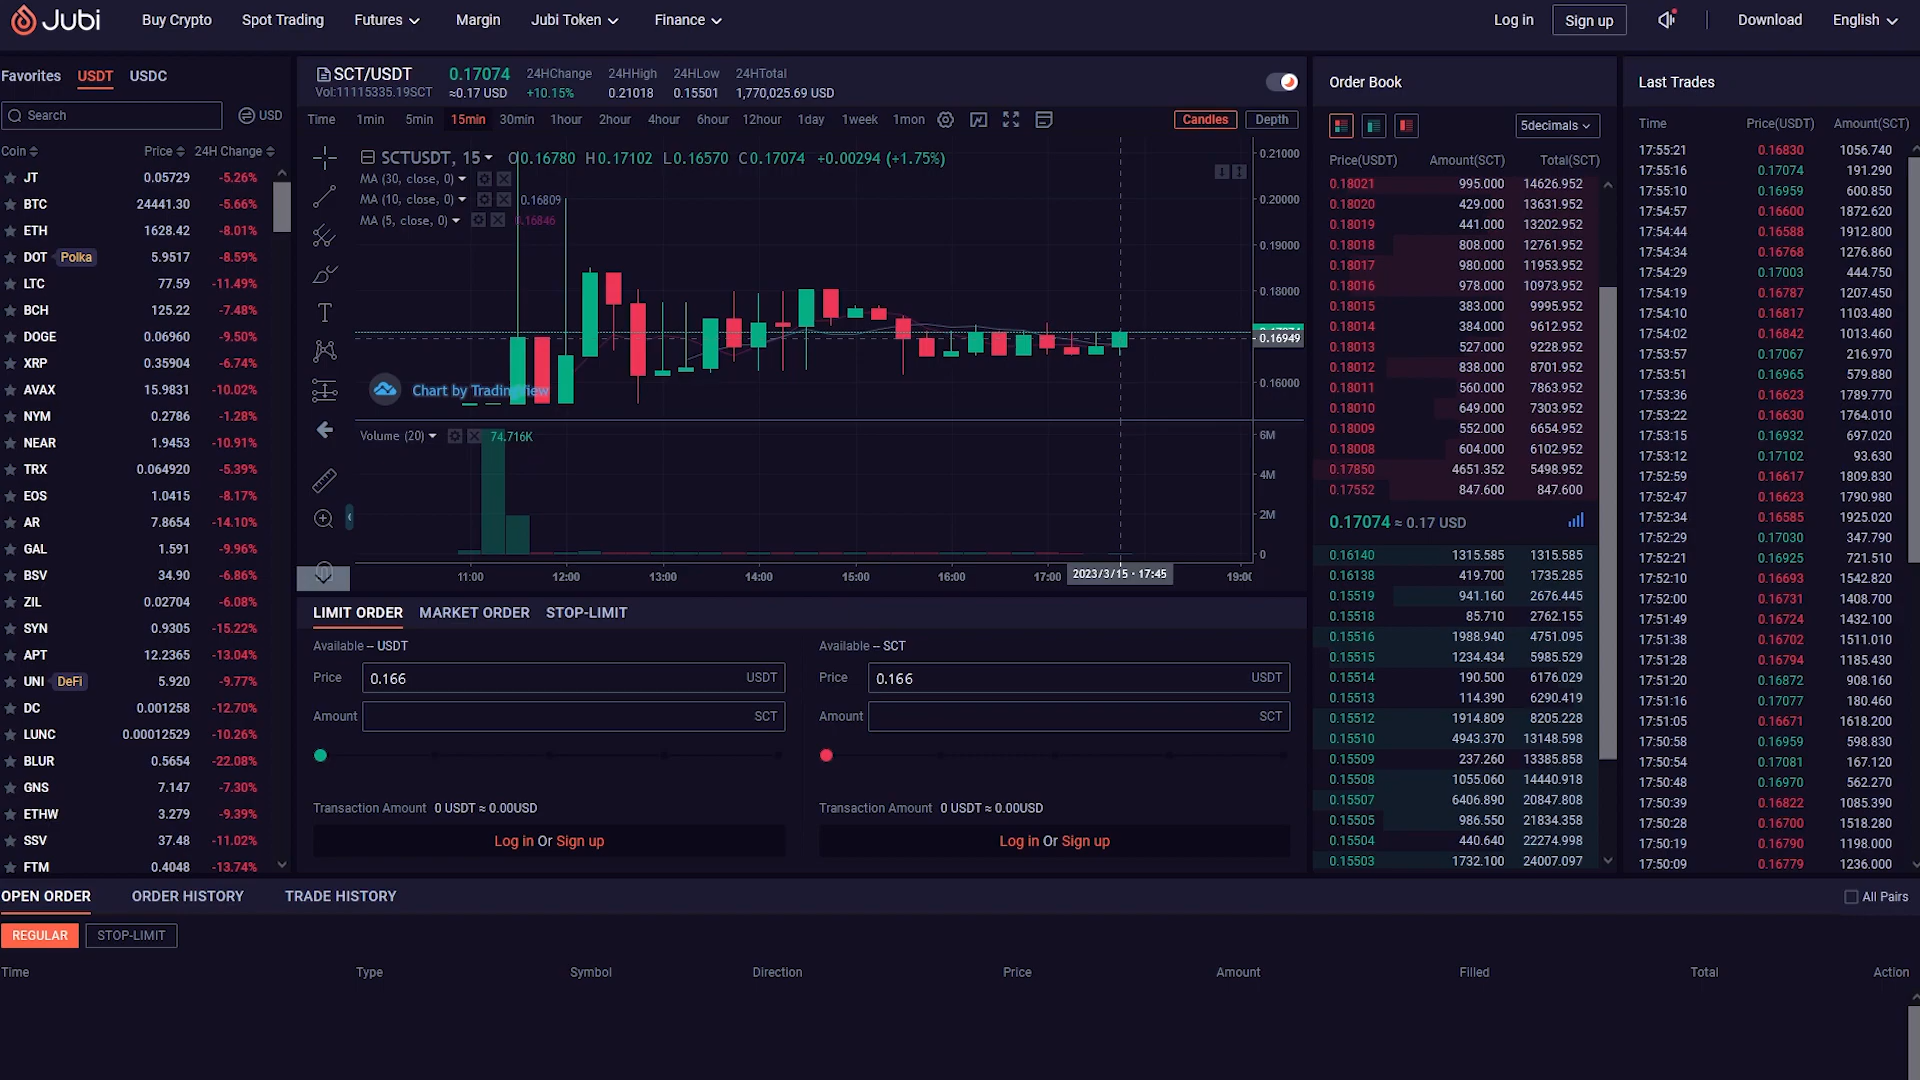 Jubi
Buy Crypto Spot Trading Futures Margin Jubi Token Finance Log in Sign up Download English
Favorites USDT USDC
Search USD
Coin Price 24H Change
JT 0.05729 -5.26%
BTC 24441.30 -5.66%
ETH 1628.42 -8.01%
DOT Polka 5.9517 -8.59%
LTC 77.59 -11.49%
BCH 125.22 -7.48%
DOGE 0.06960 -9.50%
XRP 0.35904 -6.74%
AVAX 15.9831 -10.02%
NYM 0.2786 -1.28%
NEAR 1.9453 -10.91%
TRX 0.064920 -5.39%
EOS 1.0415 -8.17%
AR 7.8654 -14.10%
GAL 1.591 -9.96%
BSV 34.90 -6.86%
ZIL 0.02704 -6.08%
SYN 0.9305 -15.22%
APT 12.2365 -13.04%
UNI DeFi 5.920 -9.77%
DC 0.001258 -12.70%
LUNC 0.00012529 -10.26%
BLUR 0.5654 -22.08%
GNS 7.147 -7.30%
ETHW 3.279 -9.39%
SSV 37.48 -11.02%
FTM 0.4048 -13.74%
SCT/USDT 0.17074 24HChange 24HHigh 24HLow 24HTotal
Vol:11115335.19SCT ≈0.17 USD +10.15% 0.21018 0.15501 1,770,025.69 USD
Time 1min 5min 15min 30min 1hour 2hour 4hour 6hour 12hour 1day 1week 1mon Candles Depth
SCTUSDT, 15 O0.16780 H0.17102 L0.16570 C0.17074 +0.00294 (+1.75%)
MA (30, close, 0)
MA (10, close, 0) 0.16809
MA (5, close, 0) 0.16846
0.21000
0.20000
0.19000
0.18000
0.16949
0.16000
Chart by TradingView
Volume (20) 74.716K
6M
4M
2M
0
11:00 12:00 13:00 14:00 15:00 16:00 17:00 2023/3/15 · 17:45
LIMIT ORDER MARKET ORDER STOP-LIMIT
Available -- USDT
Price 0.166 USDT
Amount SCT
Transaction Amount 0 USDT ≈ 0.00USD
Log in Or Sign up
Available -- SCT
Price 0.166 USDT
Amount SCT
Transaction Amount 0 USDT ≈ 0.00USD
Log in Or Sign up
Order Book
5decimals
Price(USDT) Amount(SCT) Total(SCT)
0.18021 995.000 14626.952
0.18020 429.000 13631.952
0.18019 441.000 13202.952
0.18018 808.000 12761.952
0.18017 980.000 11953.952
0.18016 978.000 10973.952
0.18015 383.000 9995.952
0.18014 384.000 9612.952
0.18013 527.000 9228.952
0.18012 838.000 8701.952
0.18011 560.000 7863.952
0.18010 649.000 7303.952
0.18009 552.000 6654.952
0.18008 604.000 6102.952
0.17850 4651.352 5498.952
0.17552 847.600 847.600
0.17074 ≈ 0.17 USD
0.16140 1315.585 1315.585
0.16138 419.700 1735.285
0.15519 941.160 2676.445
0.15518 85.710 2762.155
0.15516 1988.940 4751.095
0.15515 1234.434 5985.529
0.15514 190.500 6176.029
0.15513 114.390 6290.419
0.15512 1914.809 8205.228
0.15510 4943.370 13148.598
0.15509 237.260 13385.858
0.15508 1055.060 14440.918
0.15507 6406.890 20847.808
0.15505 986.550 21834.358
0.15504 440.640 22274.998
0.15503 1732.100 24007.097
Last Trades
Time Price(USDT) Amount(SCT)
17:55:21 0.16830 1056.740
17:55:16 0.17074 191.290
17:55:10 0.16959 600.850
17:54:57 0.16600 1872.620
17:54:44 0.16588 1912.800
17:54:34 0.16768 1276.860
17:54:29 0.17003 444.750
17:54:19 0.16787 1207.450
17:54:10 0.16817 1103.480
17:54:02 0.16842 1013.460
17:53:57 0.17067 216.970
17:53:51 0.16965 579.880
17:53:36 0.16623 1789.770
17:53:22 0.16630 1764.010
17:53:15 0.16932 697.020
17:53:12 0.17102 93.630
17:52:59 0.16617 1809.830
17:52:47 0.16623 1790.980
17:52:34 0.16585 1925.020
17:52:29 0.17030 347.790
17:52:21 0.16925 721.510
17:52:10 0.16693 1542.820
17:52:00 0.16731 1408.700
17:51:49 0.16724 1432.100
17:51:38 0.16702 1511.010
17:51:28 0.16794 1185.430
17:51:20 0.16872 908.160
17:51:16 0.17077 180.460
17:51:05 0.16671 1618.200
17:50:58 0.16959 598.830
17:50:54 0.17081 167.120
17:50:48 0.16970 562.270
17:50:39 0.16822 1085.390
17:50:28 0.16700 1518.280
17:50:19 0.16790 1198.000
17:50:09 0.16779 1236.000
OPEN ORDER ORDER HISTORY TRADE HISTORY All Pairs
REGULAR STOP-LIMIT
Time Type Symbol Direction Price Amount Filled Total Action